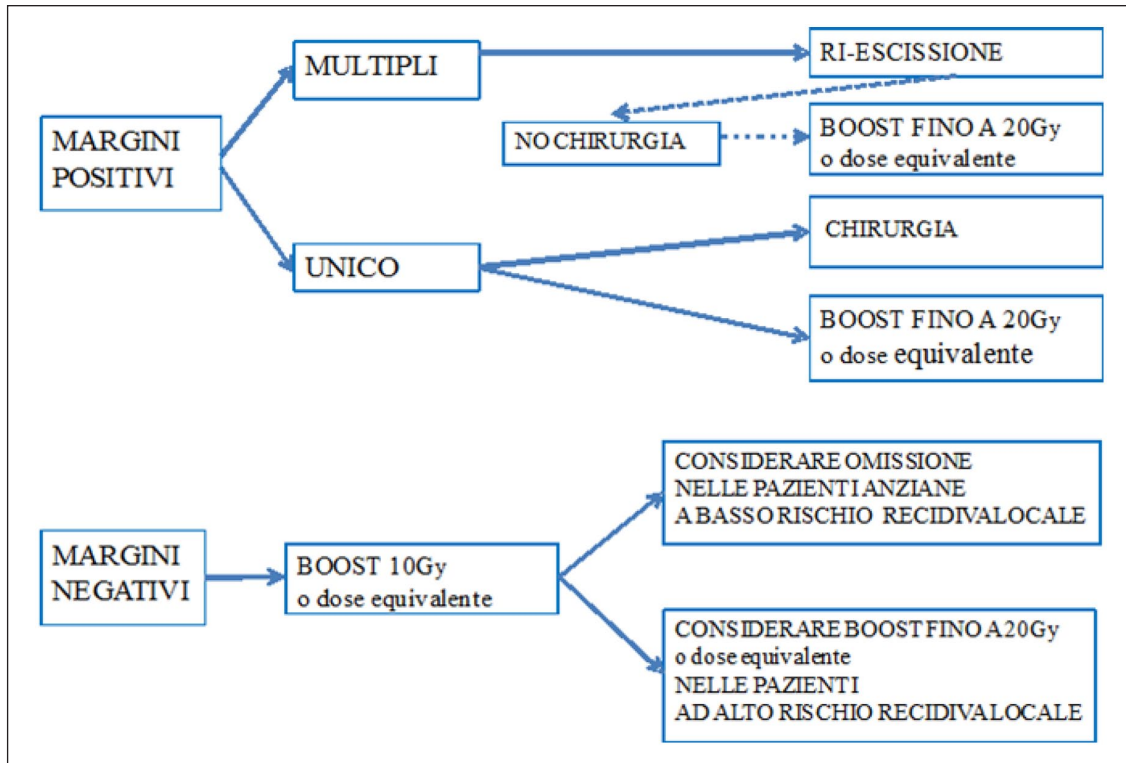 MULTIPLI
RI-ESCISSIONE
MARGINI
POSITIVI
NO CHIRURGIA
BOOST FINO A 20Gy
o dose equivalente
UNICO
CHIRURGIA
BOOST FINO A 20Gy
o dose equivalente
MARGINI
NEGATIVI
BOOST 10Gy
o dose equivalente
CONSIDERARE OMISSIONE
NELLE PAZIENTI ANZIANE
A BASSO RISCHIO RECIDIVA LOCALE
CONSIDERARE BOOST FINO A 20Gy
o dose equivalente
NELLE PAZIENTI
AD ALTO RISCHIO RECIDIVA LOCALE